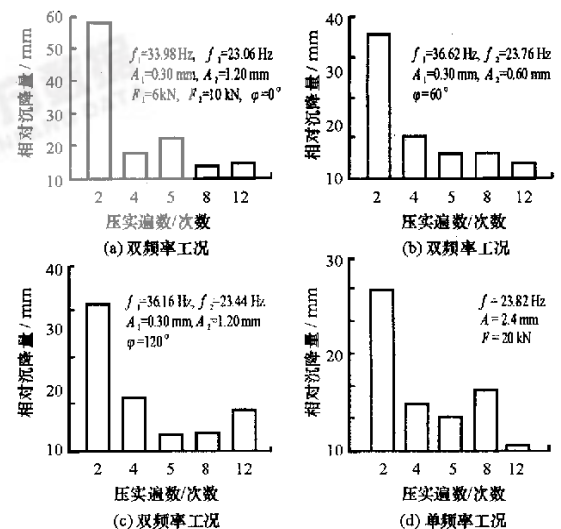 60
50
40
30
20
10
相对沉降量/mm
f₁=33.98Hz, f₂=23.06 Hz
A₁=0.30 mm, A₂=1.20 mm
F₁=6kN, F₂=10 kN, φ=0°
2 4 5 8 12
压实遍数/次数
(a) 双频率工况
40
30
20
10
相对沉降量/mm
f₁=36.62 Hz, f₂=23.76 Hz
A₁=0.30 mm, A₂=0.60 mm
φ=60°
2 4 5 8 12
压实遍数/次数
(b) 双频率工况
40
30
20
10
相对沉降量/mm
f₁=36.16 Hz, f₂=23.44 Hz
A₁=0.30 mm, A₂=1.20mm
φ=120°
2 4 5 8 12
压实遍数/次数
(c) 双频率工况
30
20
10
相对沉降量/mm
f=23.82 Hz
A=2.4 mm
F=20 kN
2 4 5 8 12
压实遍数/次数
(d) 单频率工况